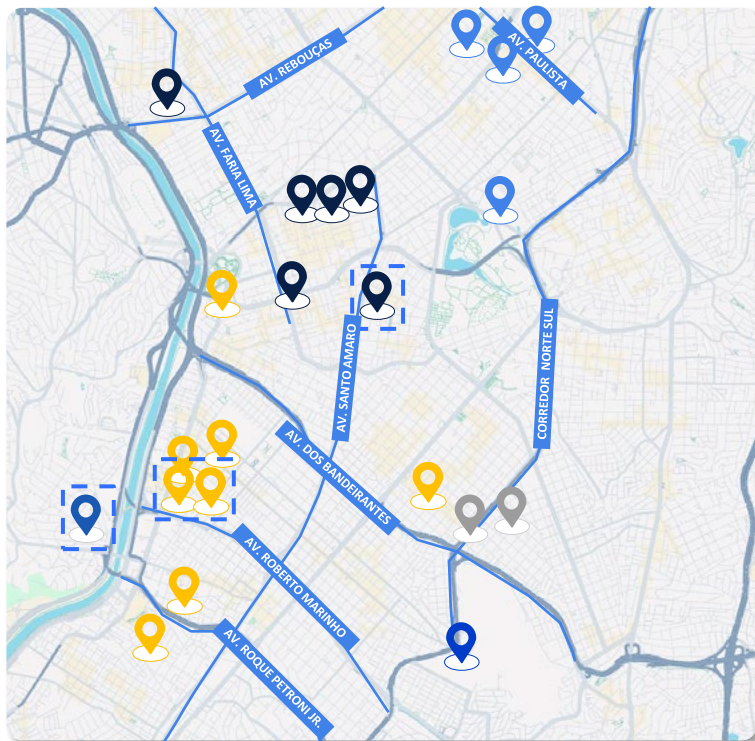 AV. REBOUÇAS
AV. PAULISTA
AV. FARIA LIMA
AV. SANTO AMARO
CORREDOR NORTE SUL
AV. DOS BANDEIRANTES
AV. ROBERTO MARINHO
AV. ROQUE PETRONI JR.